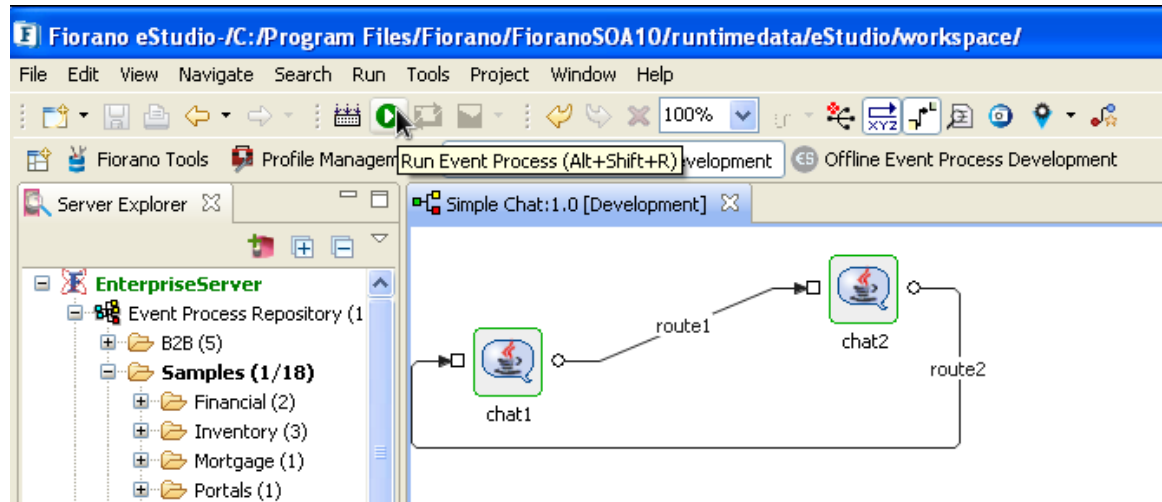 Fiorano eStudio-/C:/Program Files/Fiorano/FioranoSOA10/runtimedata/eStudio/workspace/
File Edit View Navigate Search Run Tools Project Window Help
100% XYZ
Fiorano Tools Profile Managem Run Event Process (Alt+Shift+R) velopment ES Offline Event Process Development
Server Explorer Simple Chat:1.0 [Development]
EnterpriseServer
Event Process Repository (1
B2B (5)
Samples (1/18)
Financial (2)
Inventory (3)
Mortgage (1)
Portals (1)
route1
chat2
route2
chat1